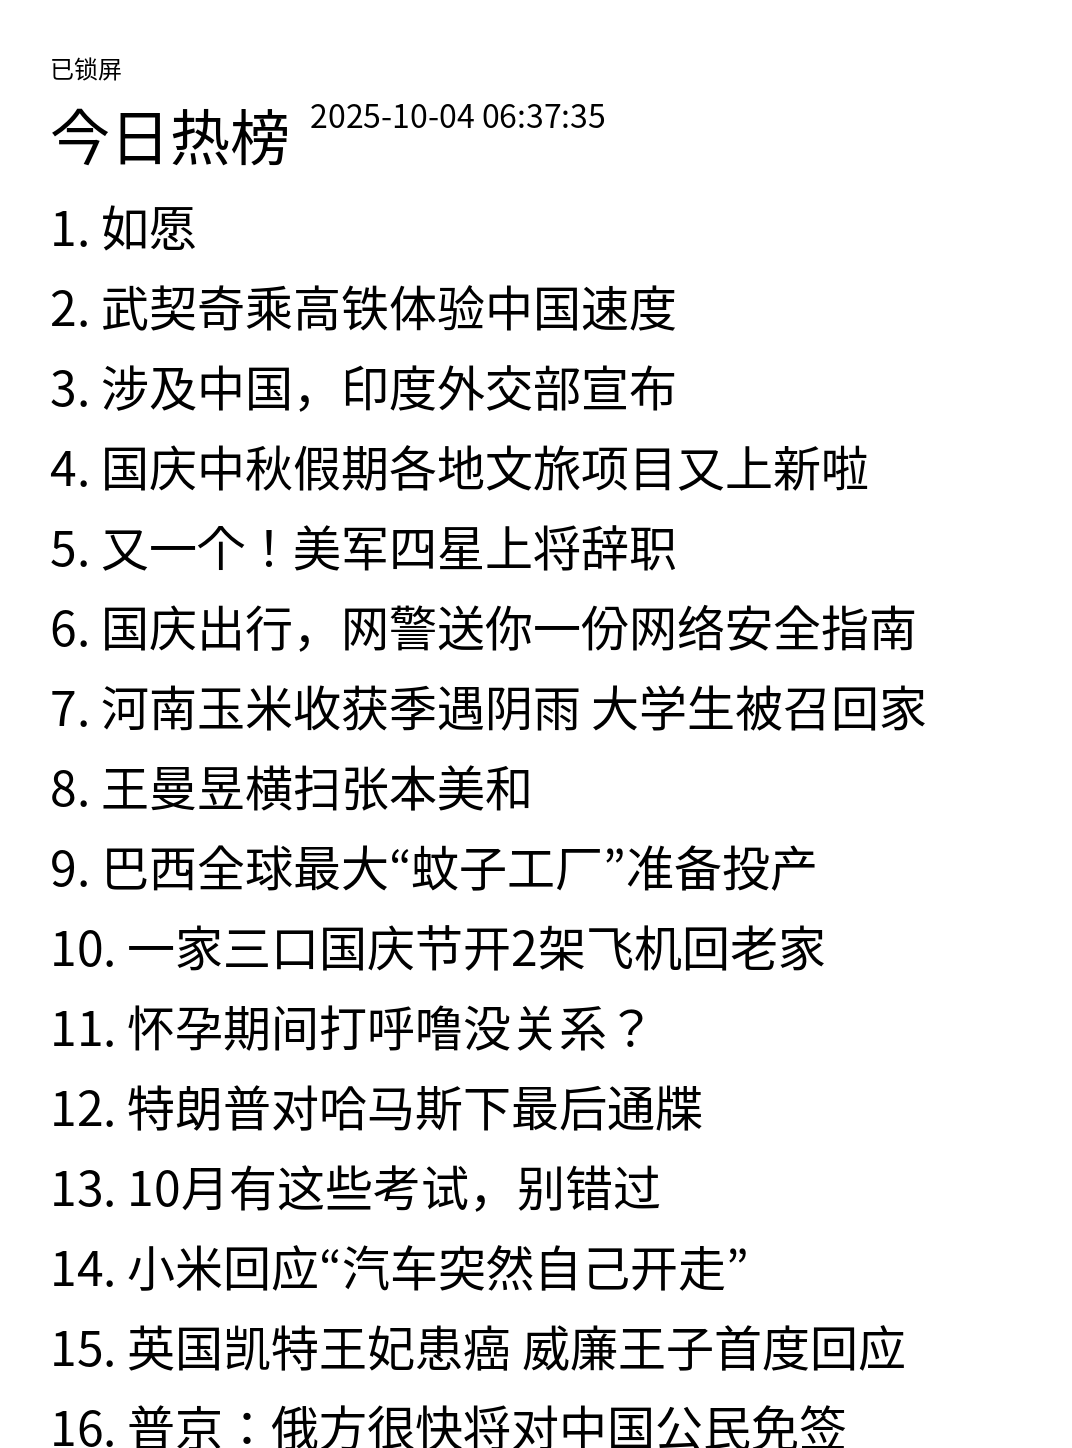 已锁屏
今日热榜 2025-10-04 06:37:35
1. 如愿
2. 武契奇乘高铁体验中国速度
3. 涉及中国，印度外交部宣布
4. 国庆中秋假期各地文旅项目又上新啦
5. 又一个！美军四星上将辞职
6. 国庆出行，网警送你一份网络安全指南
7. 河南玉米收获季遇阴雨 大学生被召回家
8. 王曼昱横扫张本美和
9. 巴西全球最大“蚊子工厂”准备投产
10. 一家三口国庆节开2架飞机回老家
11. 怀孕期间打呼噜没关系？
12. 特朗普对哈马斯下最后通牒
13. 10月有这些考试，别错过
14. 小米回应“汽车突然自己开走”
15. 英国凯特王妃患癌 威廉王子首度回应
16. 普京：俄方很快将对中国公民免签